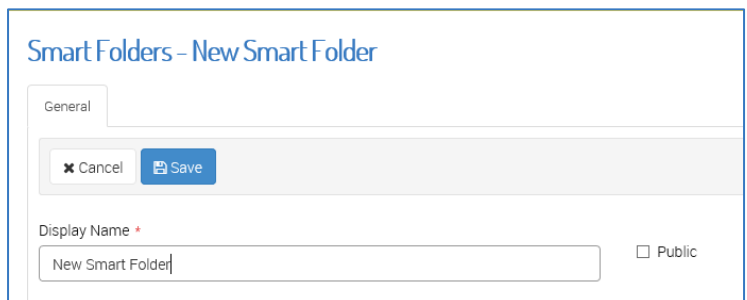 Smart Folders - New Smart Folder
General
Cancel Save
Display Name *
New Smart Folder
Public